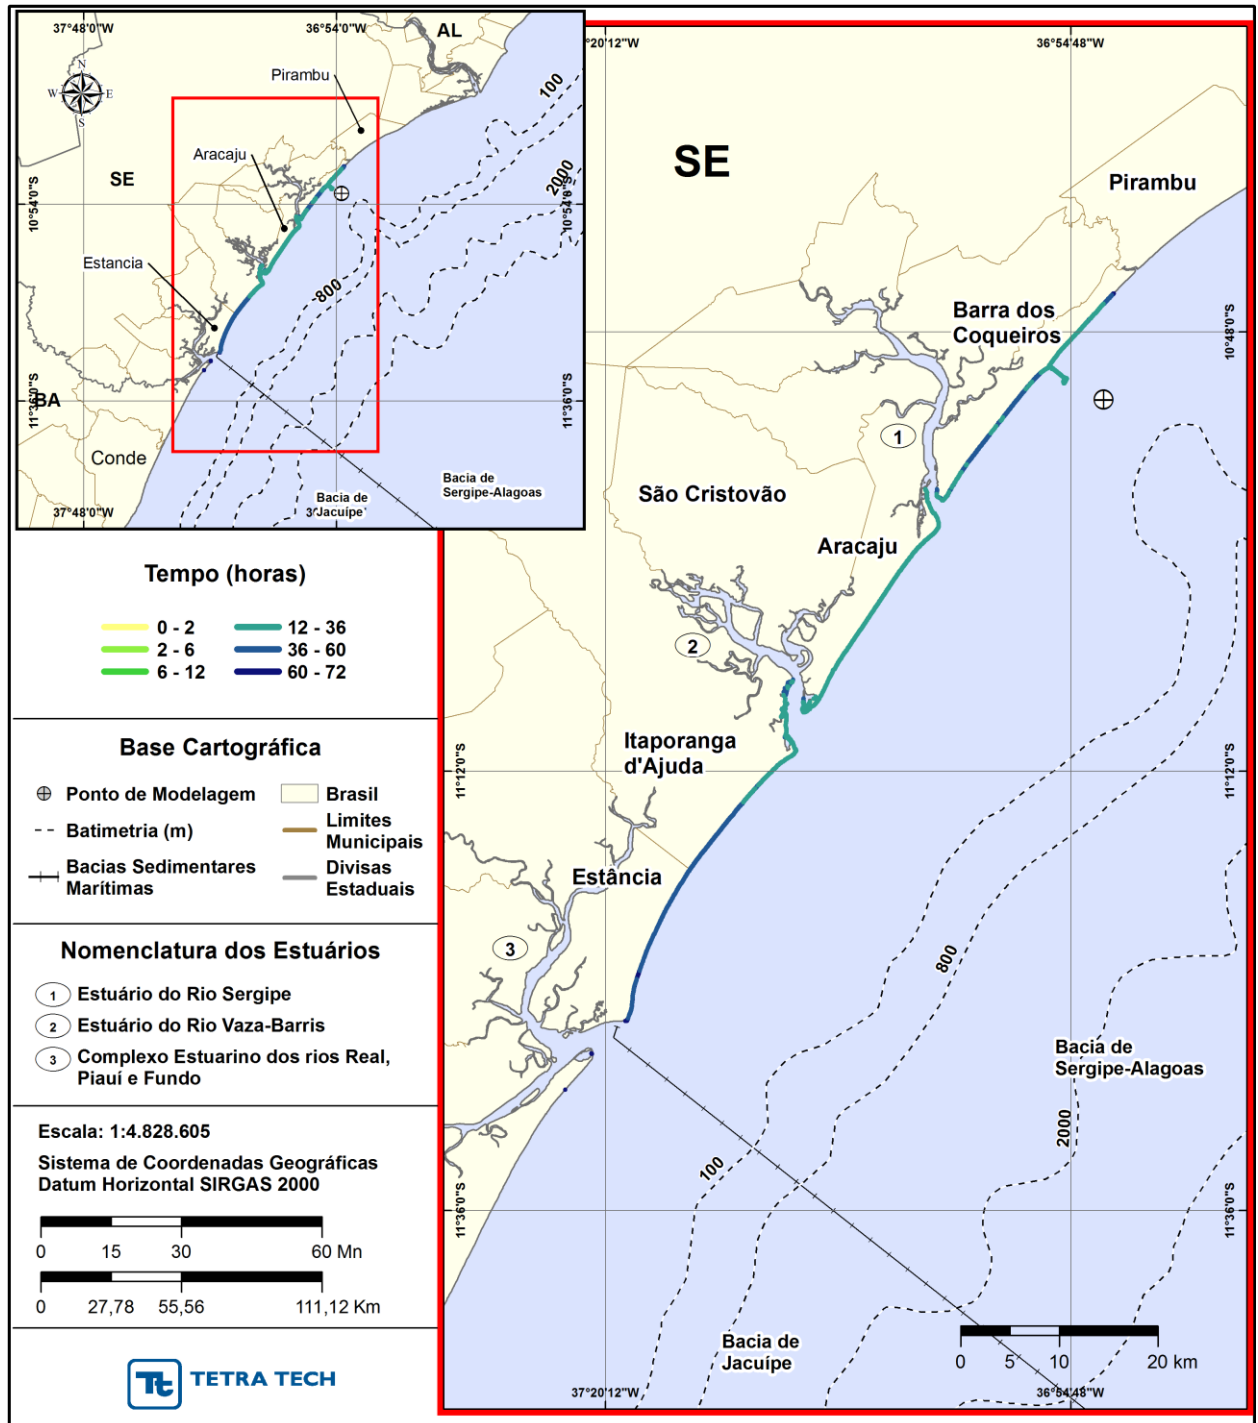 37°48'0"W
36°54'0"W
AL
Pirambu
100
N
W
E
S
Aracaju
2000
SE
10°54'0"S
10°54'0"S
Estancia
800
BA
11°36'0"S
11°36'0"S
Conde
Bacia de
Sergipe-Alagoas
Bacia de
Jacuípe
37°48'0"W
°20'12"W
36°54'48"W
SE
Pirambu
Barra dos
Coqueiros
10°48'0"S
1
São Cristovão
Aracaju
2
Itaporanga
d'Ajuda
11°12'0"S
11°12'0"S
Estância
3
800
Bacia de
Sergipe-Alagoas
2000
100
11°36'0"S
11°36'0"S
Bacia de
Jacuípe
0 5 10 20 km
37°20'12"W
36°54'48"W
Tempo (horas)
0 - 2
12 - 36
2 - 6
36 - 60
6 - 12
60 - 72
Base Cartográfica
Ponto de Modelagem
Brasil
Batimetria (m)
Limites
Municipais
Bacias Sedimentares
Marítimas
Divisas
Estaduais
Nomenclatura dos Estuários
1 Estuário do Rio Sergipe
2 Estuário do Rio Vaza-Barris
3 Complexo Estuarino dos rios Real,
Piauí e Fundo
Escala: 1:4.828.605
Sistema de Coordenadas Geográficas
Datum Horizontal SIRGAS 2000
0 15 30 60 Mn
0 27,78 55,56 111,12 Km
Tt TETRA TECH